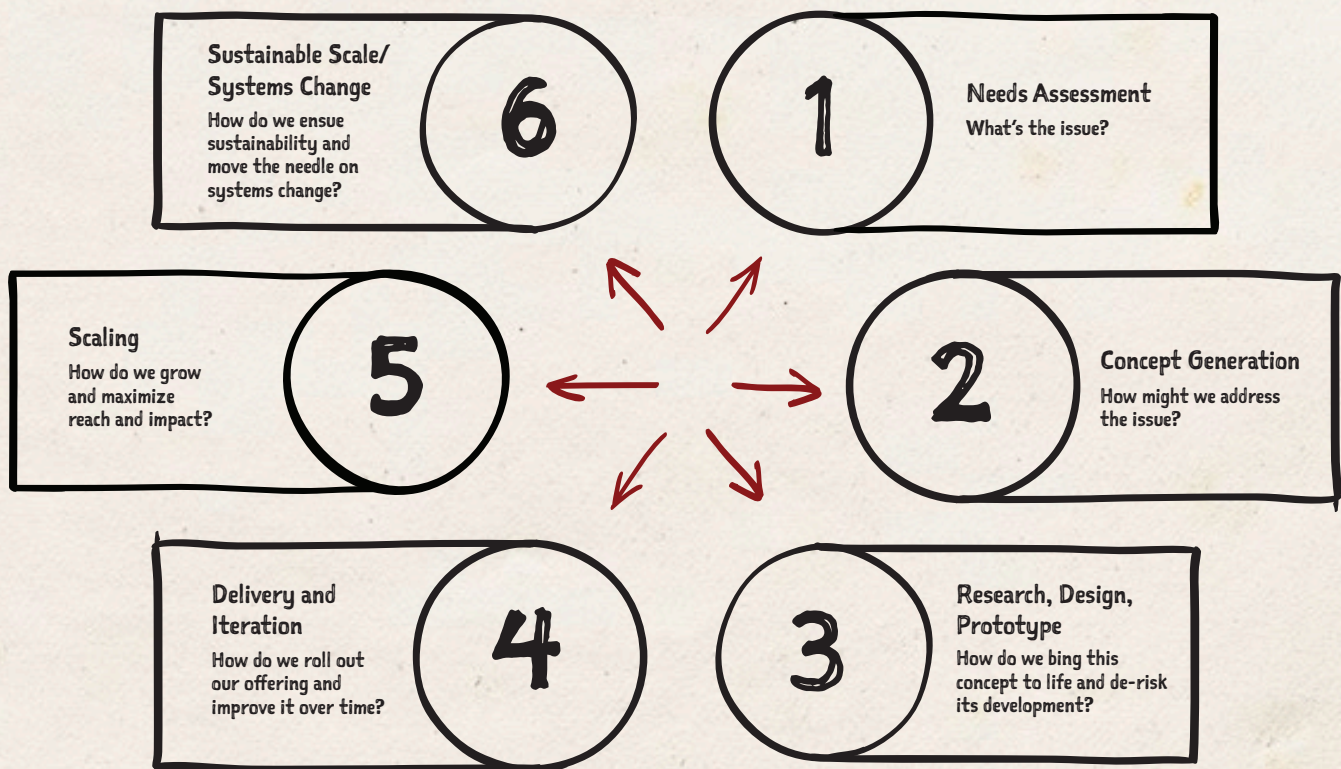 1
Needs Assessment
What's the issue?
2
Concept Generation
How might we address
the issue?
3
Research, Design,
Prototype
How do we bing this
concept to life and de-risk
its development?
4
Delivery and
Iteration
How do we roll out
our offering and
improve it over time?
5
Scaling
How do we grow
and maximize
reach and impact?
6
Sustainable Scale/
Systems Change
How do we ensue
sustainability and
move the needle on
systems change?